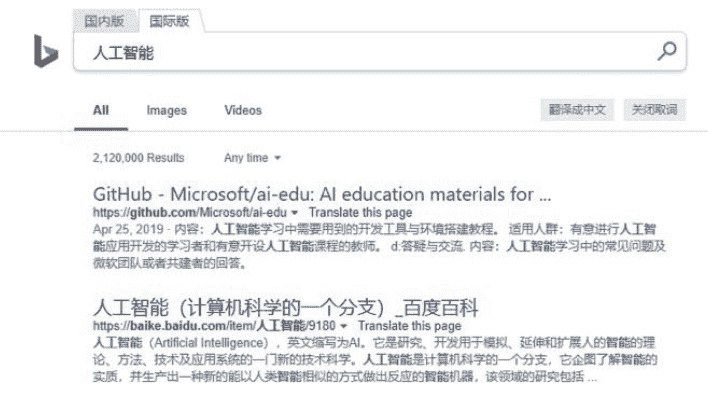 国内版 国际版
人工智能
All Images Videos 翻译成中文 关闭取词
2,120,000 Results Any time
GitHub - Microsoft/ai-edu: AI education materials for ...
https://github.com/Microsoft/ai-edu Translate this page
Apr 25, 2019 · 内容：人工智能学习中需要用到的开发工具与环境搭建教程。 适用人群：有意进行人工智
能应用开发的学习者和有意开设人工智能课程的教师。 d:答疑与交流. 内容：人工智能学习中的常见问题及
微软团队或者共建者的回答。
人工智能（计算机科学的一个分支）_百度百科
https://baike.baidu.com/item/人工智能/9180 Translate this page
人工智能（Artificial Intelligence），英文缩写为AI。它是研究、开发用于模拟、延伸和扩展人的智能的理
论、方法、技术及应用系统的一门新的技术科学。人工智能是计算机科学的一个分支，它企图了解智能的
实质，并生产出一种新的能以人类智能相似的方式做出反应的智能机器，该领域的研究包括 ...